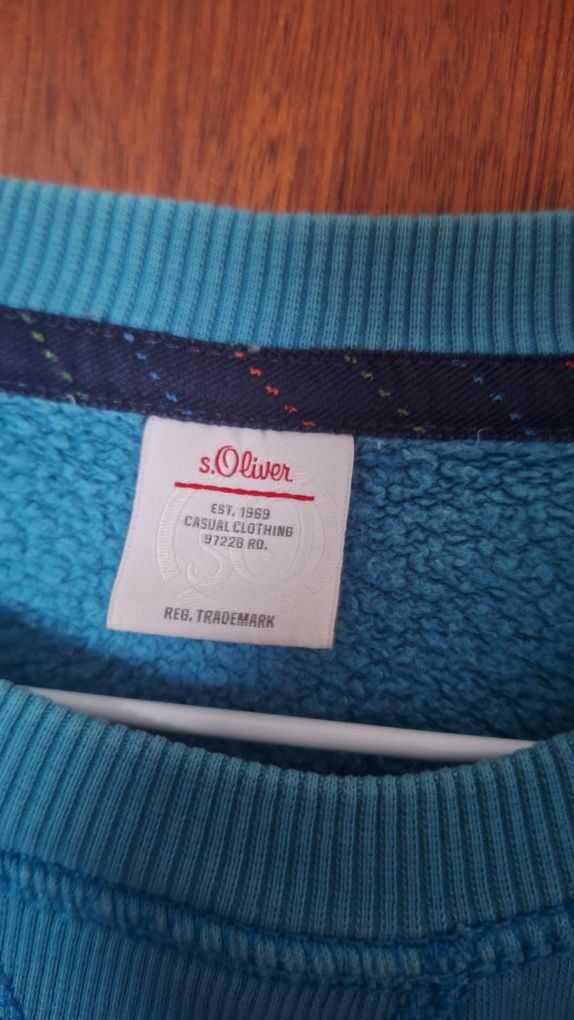 s.Oliver
EST. 1969
CASUAL CLOTHING
97228 RO.
REG. TRADEMARK